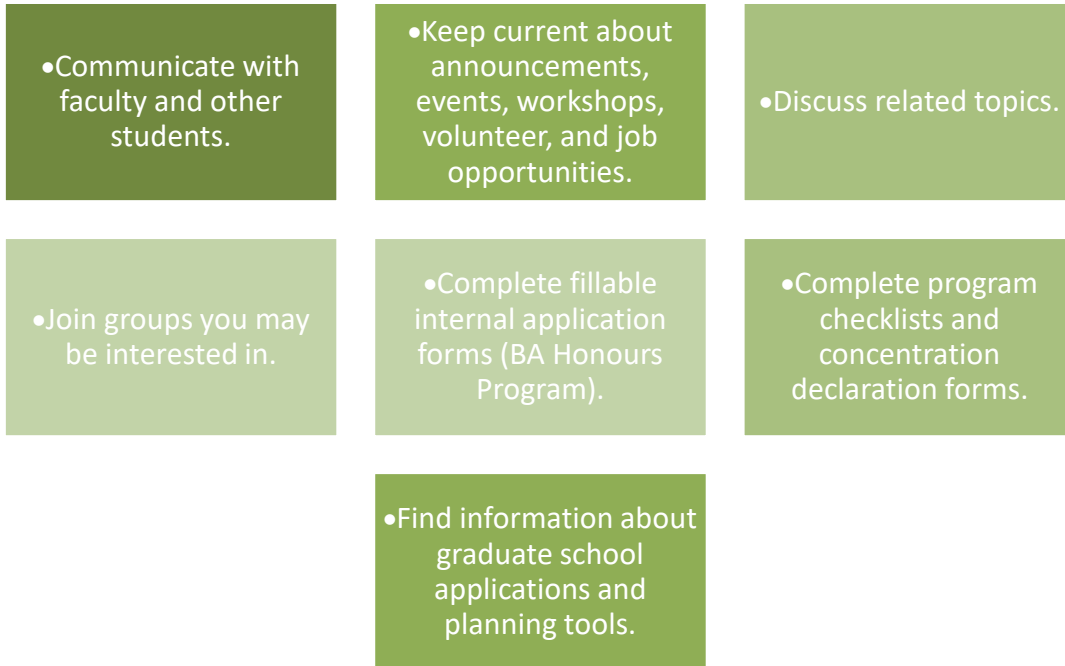 •Communicate with
faculty and other
students.
•Keep current about
announcements,
events, workshops,
volunteer, and job
opportunities.
•Discuss related topics.
•Join groups you may
be interested in.
•Complete fillable
internal application
forms (BA Honours
Program).
•Complete program
checklists and
concentration
declaration forms.
•Find information about
graduate school
applications and
planning tools.